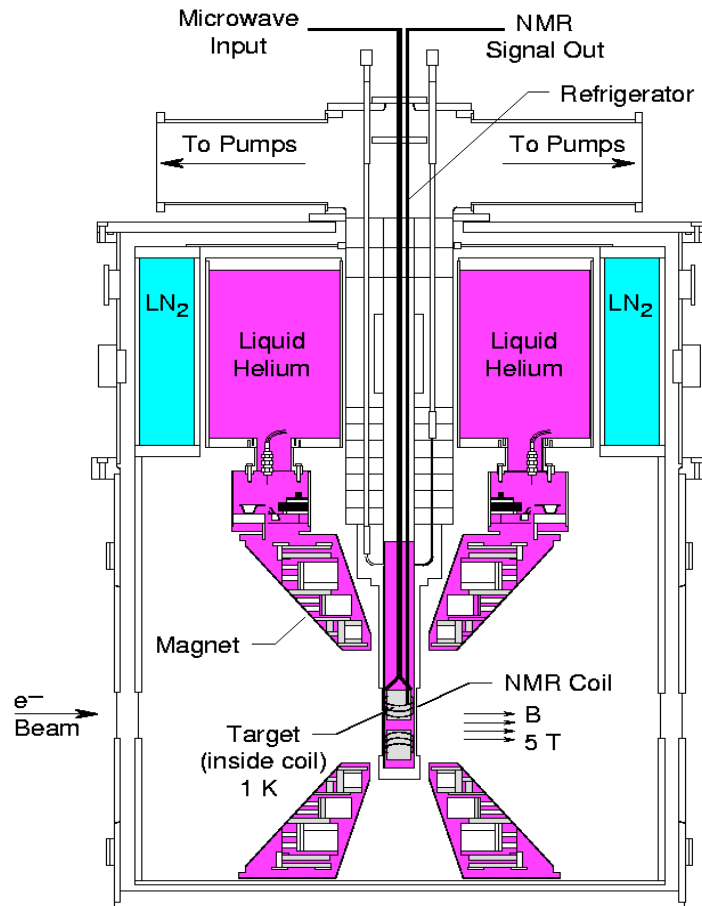 Microwave
Input
NMR
Signal Out
Refrigerator
To Pumps
To Pumps
LN2
Liquid
Helium
Liquid
Helium
LN2
Magnet
e–
Beam
NMR Coil
Target
(inside coil)
1 K
B
5 T